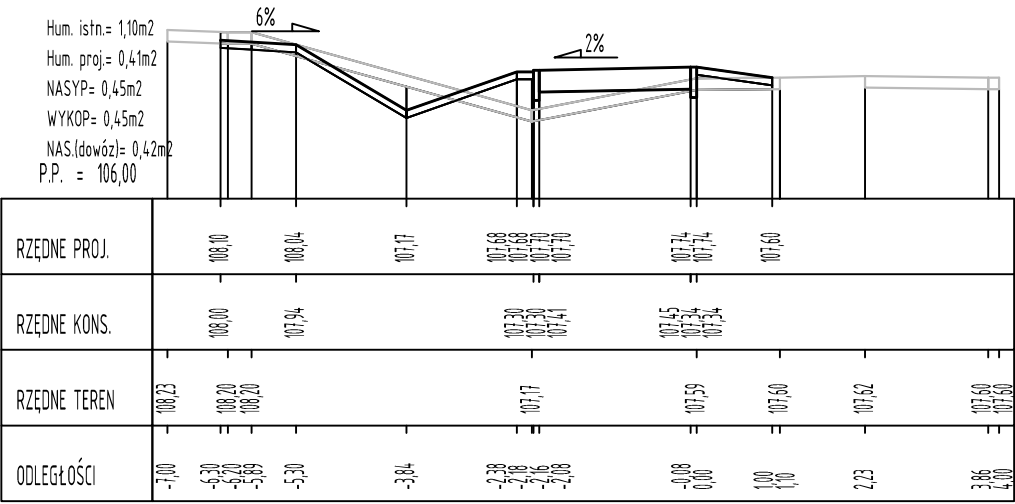 Hum. istn.= 1,10m2
6%
Hum. proj.= 0,41m2
2%
NASYP= 0,45m2
WYKOP= 0,45m2
NAS.(dowóz)= 0,42m2
P.P. = 106,00
RZĘDNE PROJ. 108,10 108,04 107,17 107,68 107,68 107,70 107,70 107,74 107,74 107,60
RZĘDNE KONS. 108,00 107,94 107,30 107,30 107,41 107,45 107,34 107,34
RZĘDNE TEREN 108,23 108,20 108,20 107,17 107,59 107,60 107,62 107,60 107,60
ODLEGŁOŚCI -7,00 -6,30 -6,20 -5,89 -5,30 -3,84 -2,38 -2,18 -2,16 -2,08 -0,08 0,00 1,00 1,10 2,23 3,86 4,00